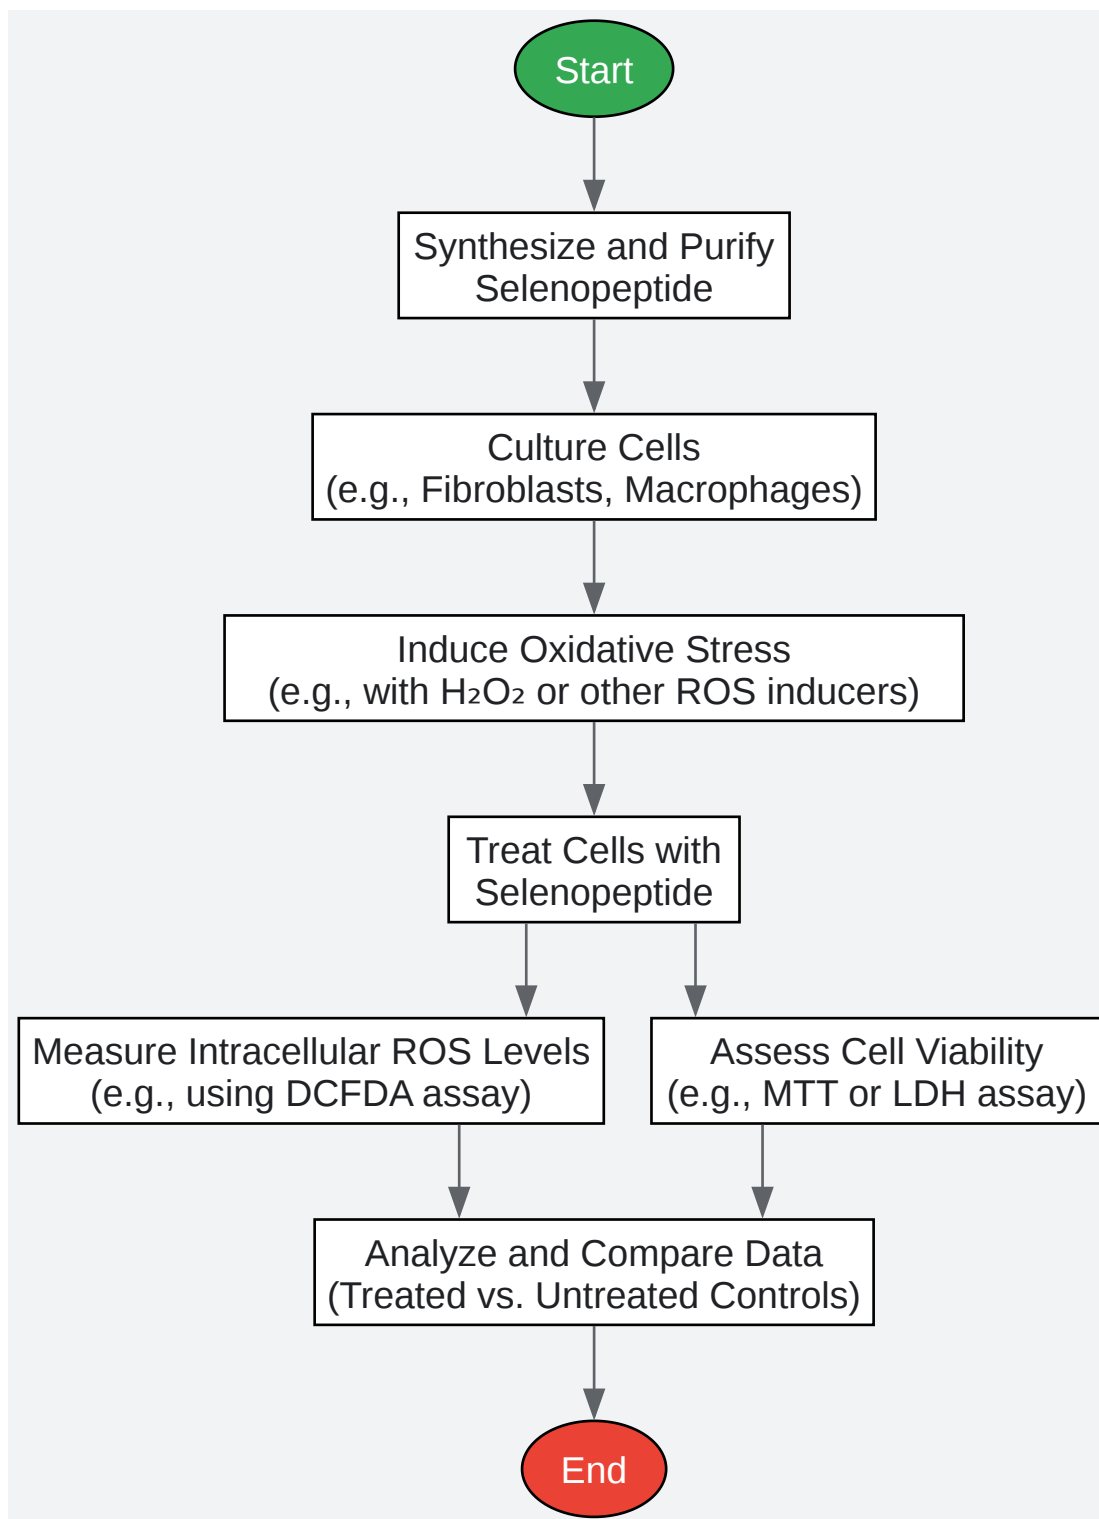 Start
Synthesize and Purify
Selenopeptide
Culture Cells
(e.g., Fibroblasts, Macrophages)
Induce Oxidative Stress
(e.g., with H₂O₂ or other ROS inducers)
Treat Cells with
Selenopeptide
Measure Intracellular ROS Levels
(e.g., using DCFDA assay)
Assess Cell Viability
(e.g., MTT or LDH assay)
Analyze and Compare Data
(Treated vs. Untreated Controls)
End